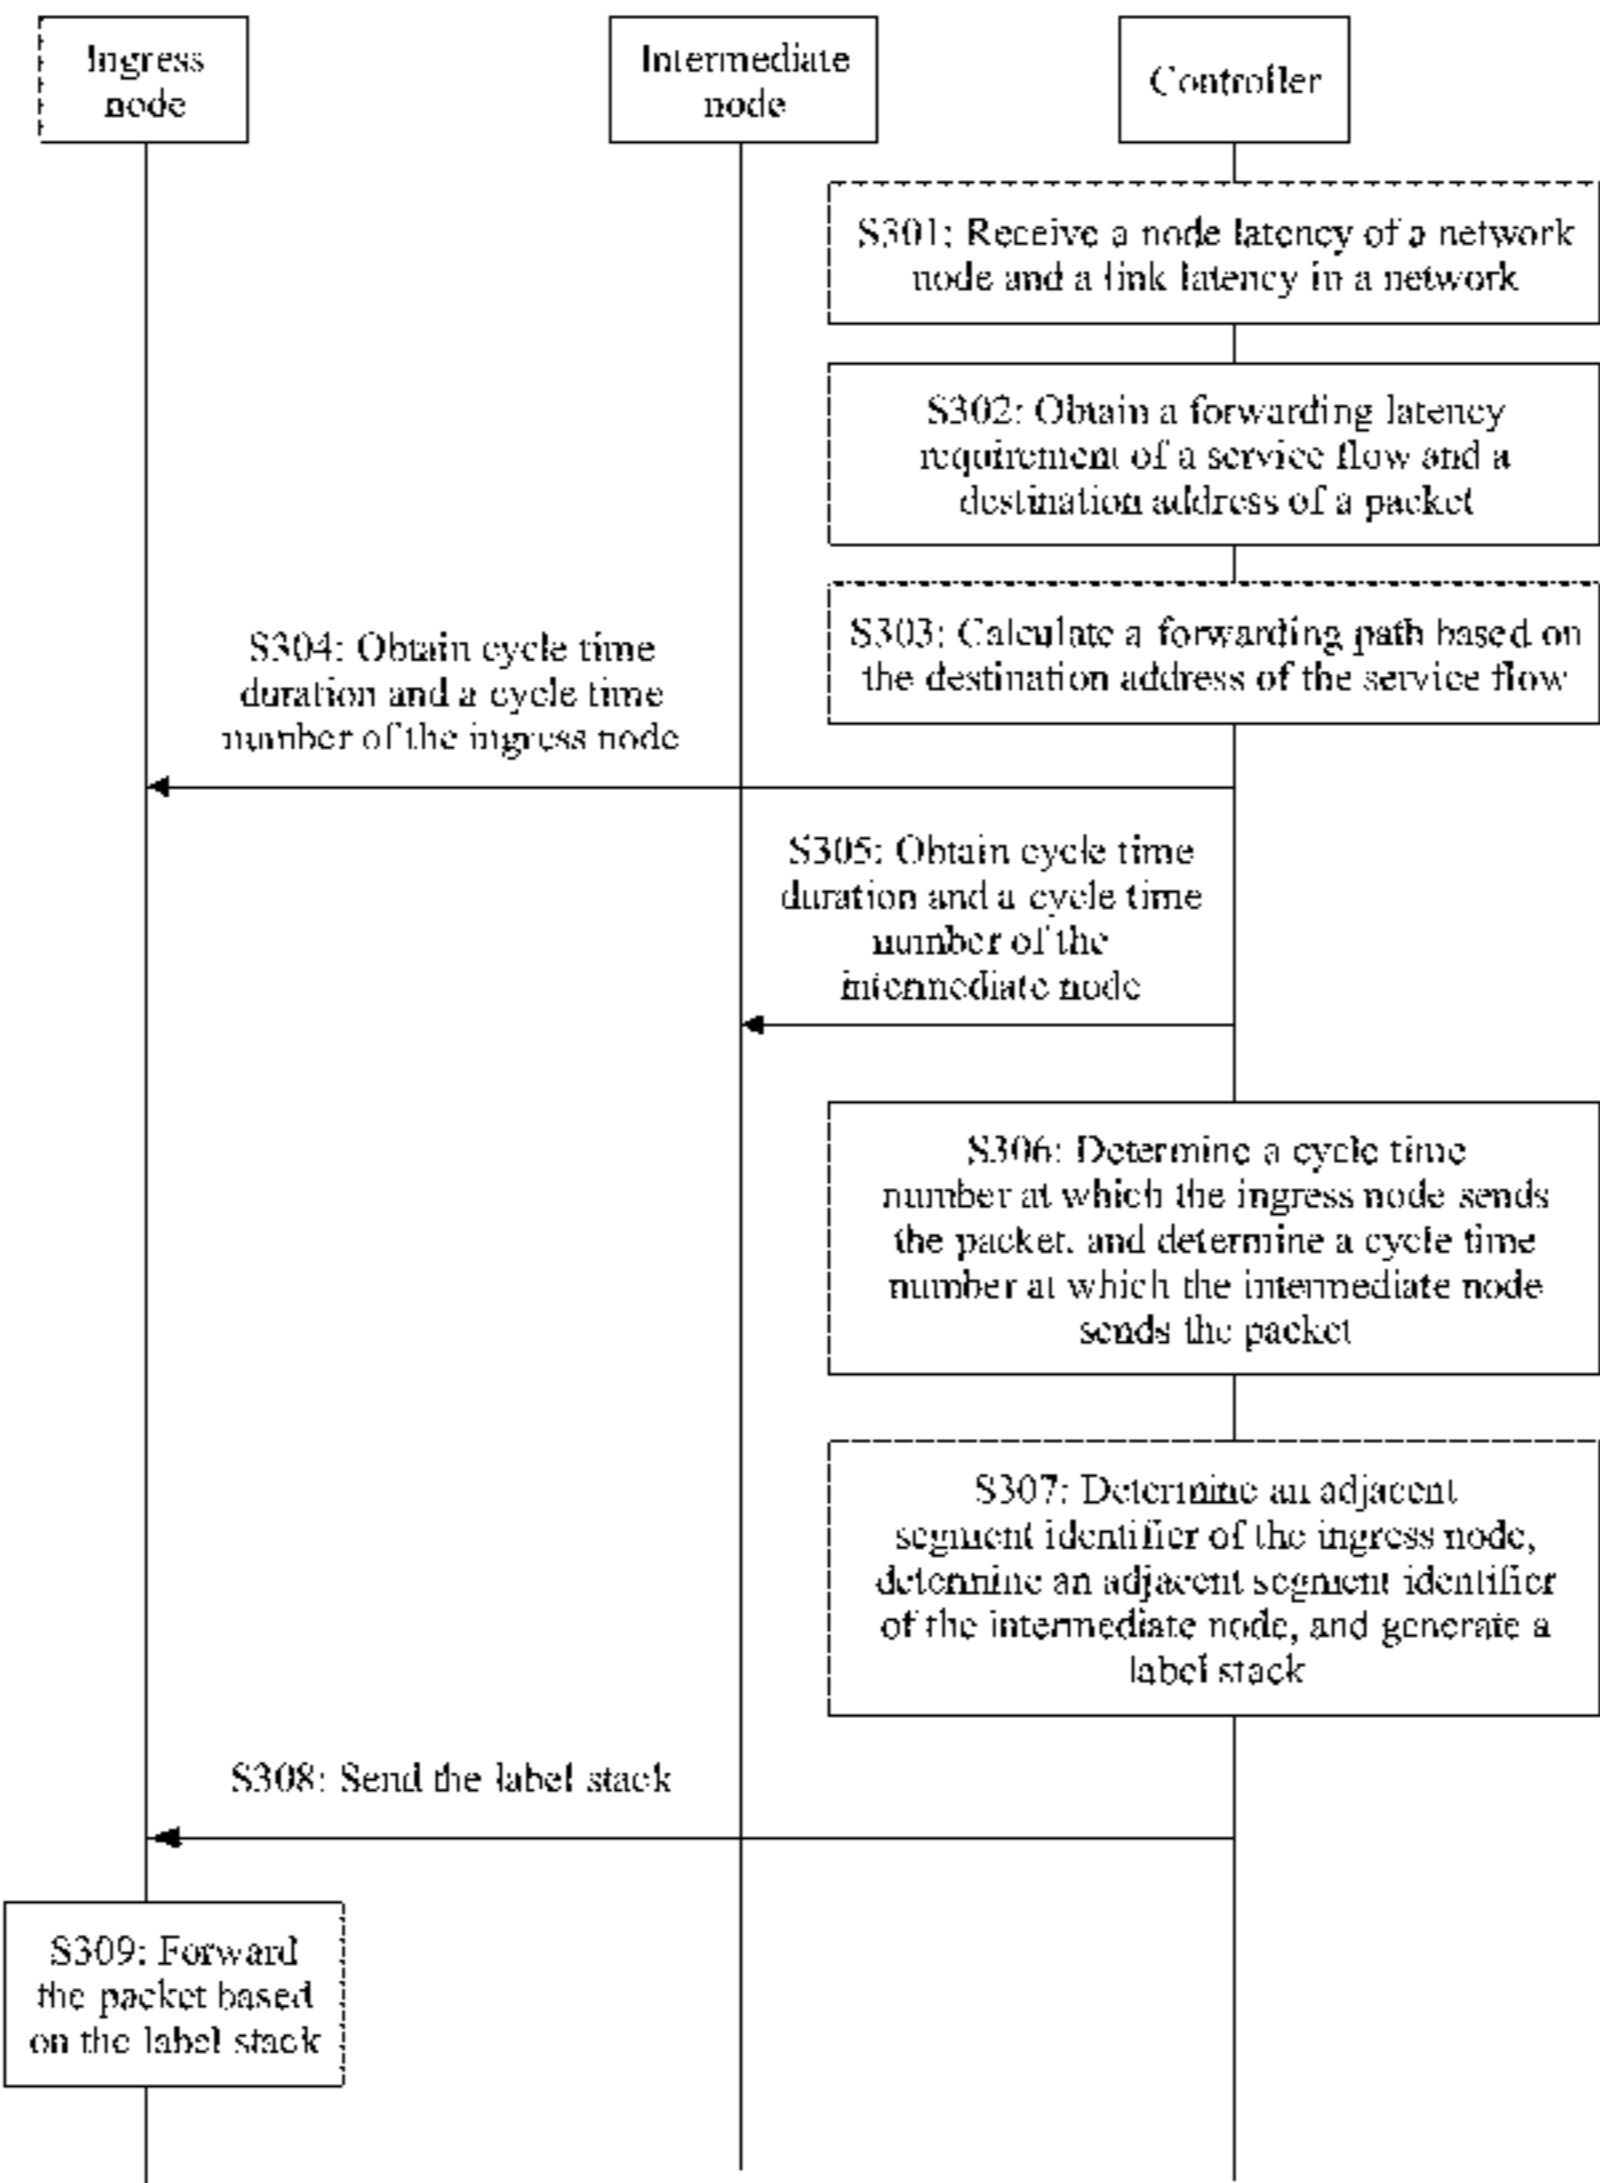 Ingress
node
Intermediate
node
Controller
S301: Receive a node latency of a network
node and a link latency in a network
S302: Obtain a forwarding latency
requirement of a service flow and a
destination address of a packet
S303: Calculate a forwarding path based on
the destination address of the service flow
S304: Obtain cycle time
duration and a cycle time
number of the ingress node
S305: Obtain cycle time
duration and a cycle time
number of the
intermediate node
S306: Determine a cycle time
number at which the ingress node sends
the packet, and determine a cycle time
number at which the intermediate node
sends the packet
S307: Determine an adjacent
segment identifier of the ingress node,
determine an adjacent segment identifier
of the intermediate node, and generate a
label stack
S308: Send the label stack
S309: Forward
the packet based
on the label stack